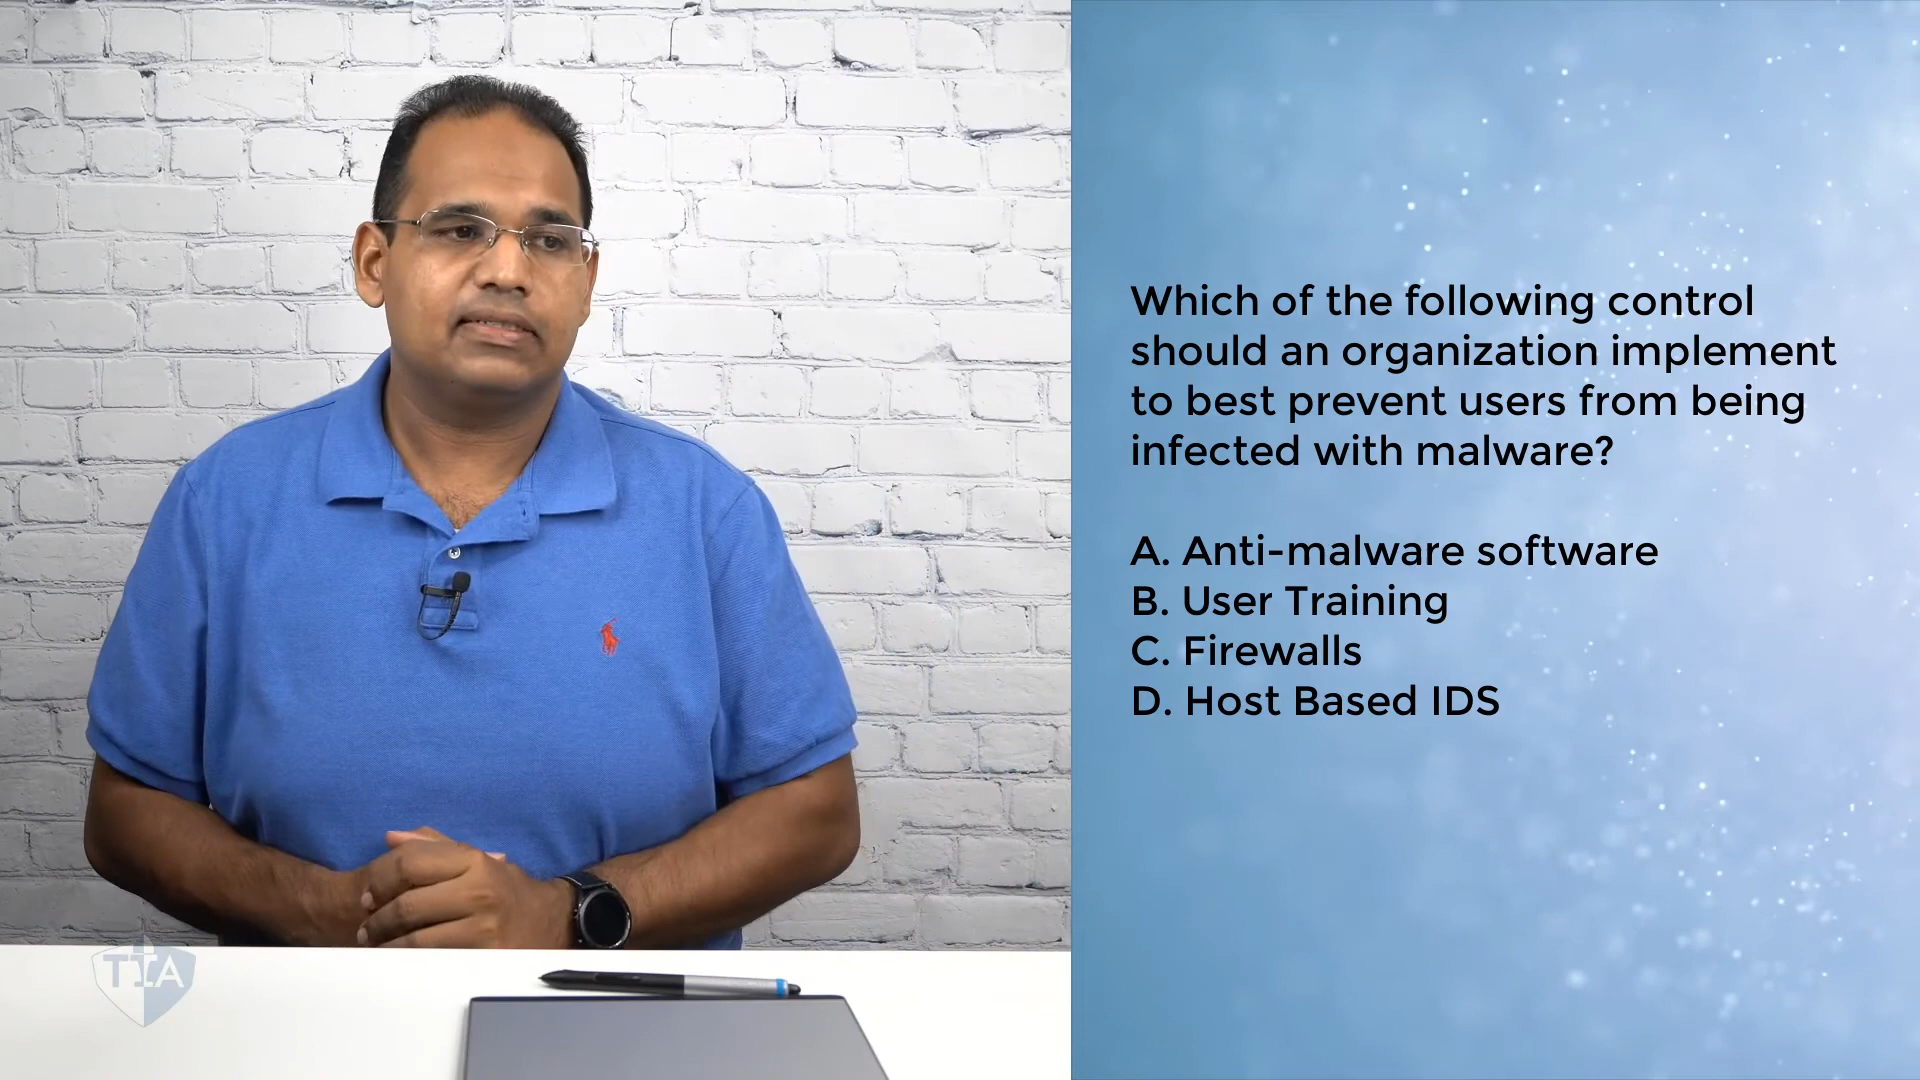 Which of the following control
should an organization implement
to best prevent users from being
infected with malware?
A. Anti-malware software
B. User Training
C. Firewalls
D. Host Based IDS
TIA